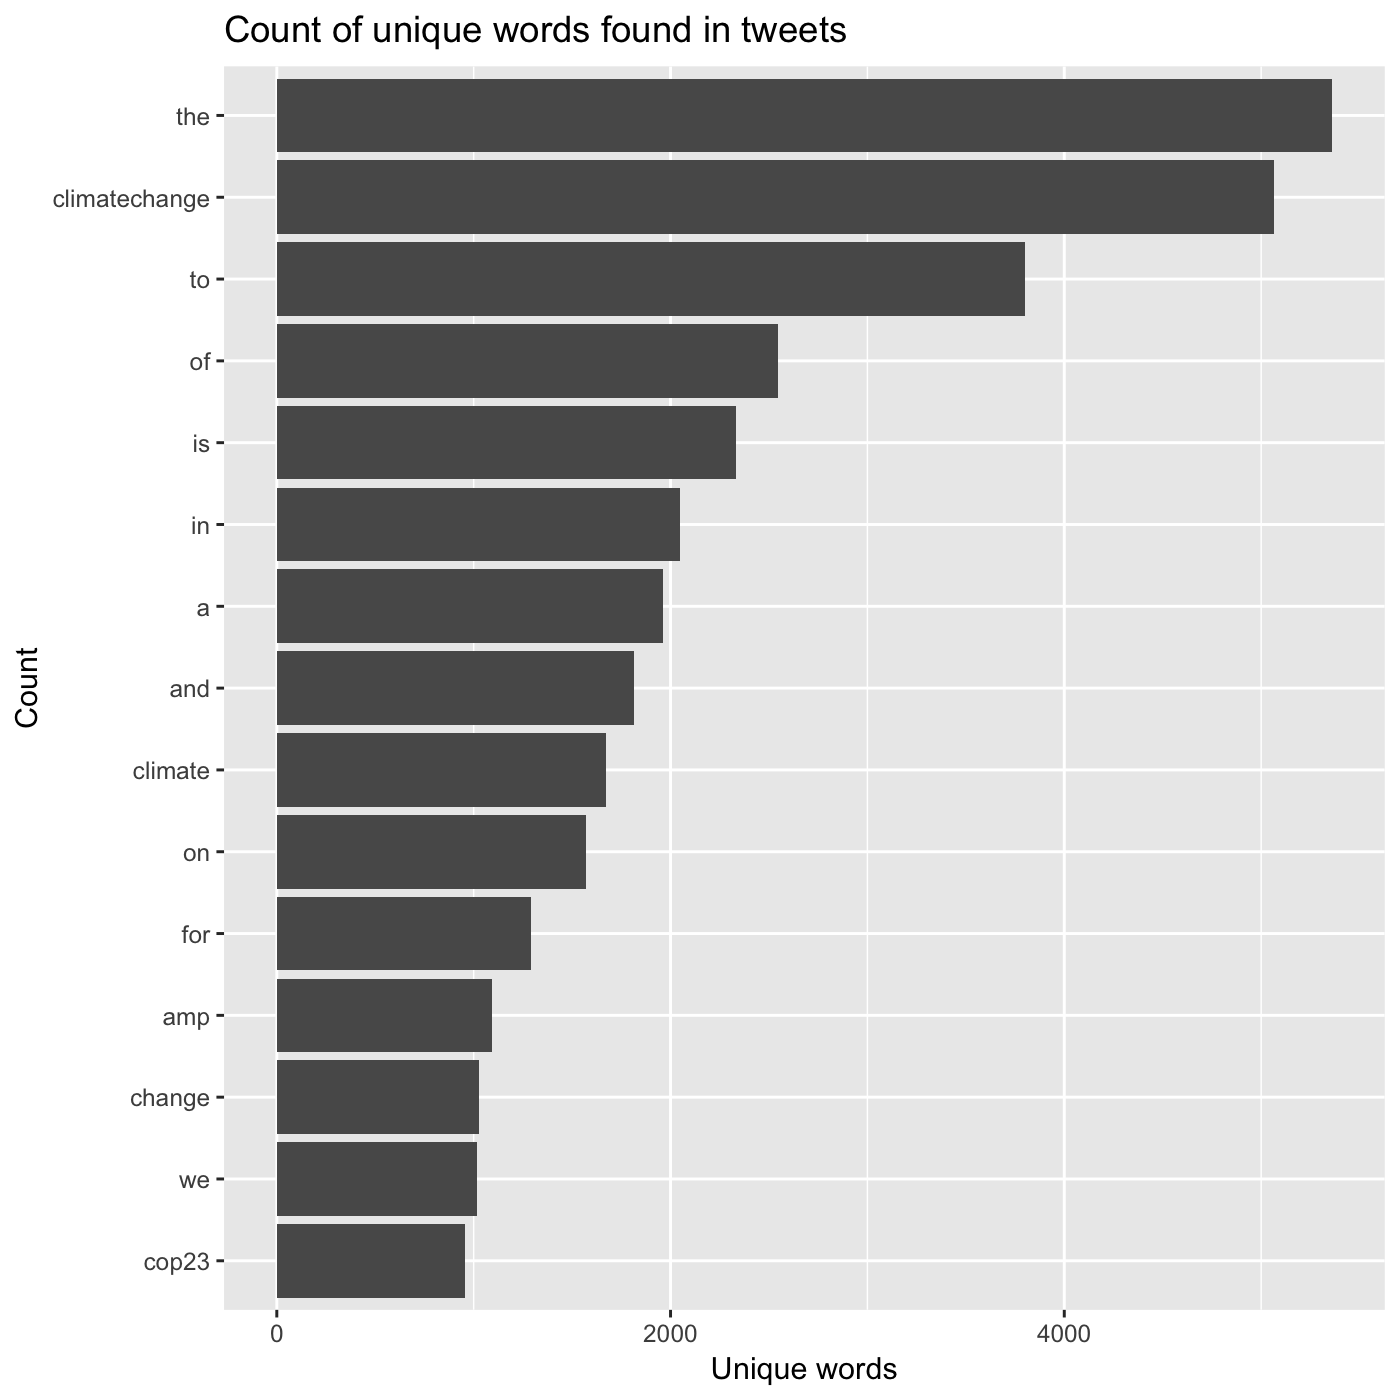 Count of unique words found in tweets
the
climatechange
to
of
is
in
a
and
climate
on
for
amp
change
we
cop23
Count
0 2000 4000
Unique words